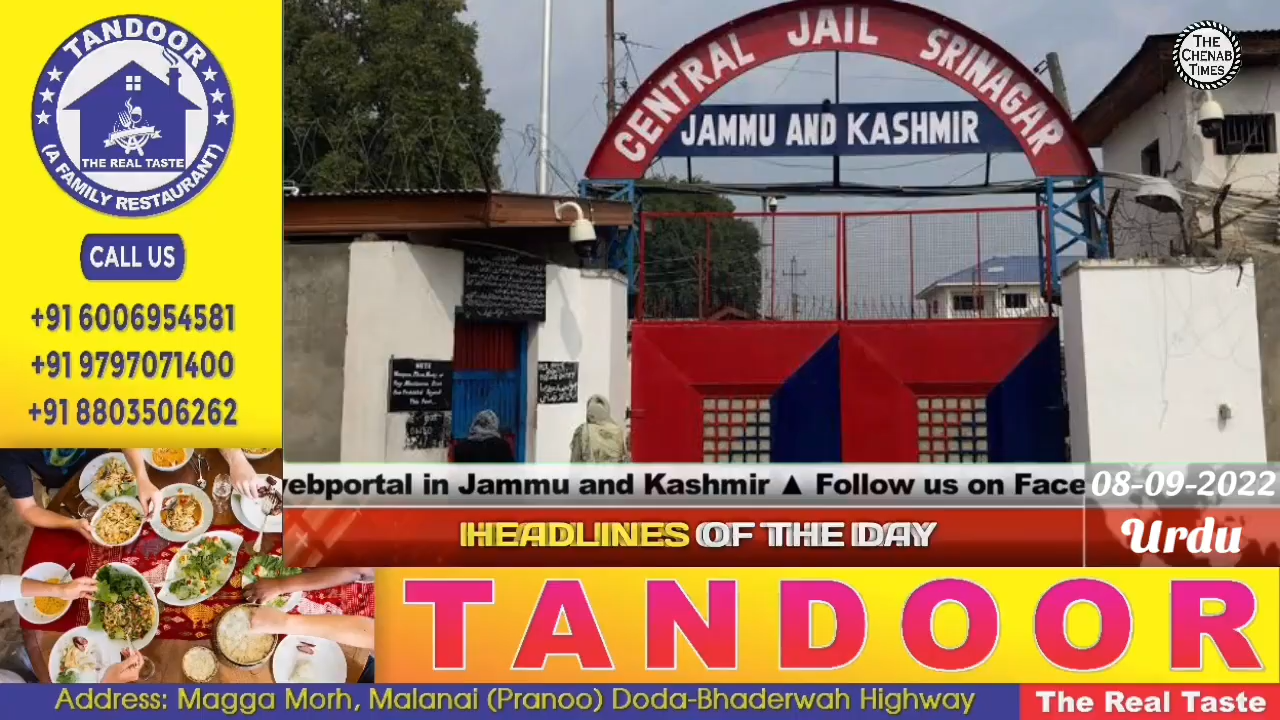 TANDOOR
THE REAL TASTE
(A FAMILY RESTAURANT)
CALL US
+91 6006954581
+91 9797071400
+91 8803506262
CENTRAL JAIL SRINAGAR
JAMMU AND KASHMIR
THE
CHENAB
TIMES
NOTE
ebportal in Jammu and Kashmir ▲ Follow us on Face
08-09-2022
HEADLINES OF THE DAY
Urdu
TANDOOR
Address: Magga Morh, Malanai (Pranoo) Doda-Bhaderwah Highway
The Real Taste